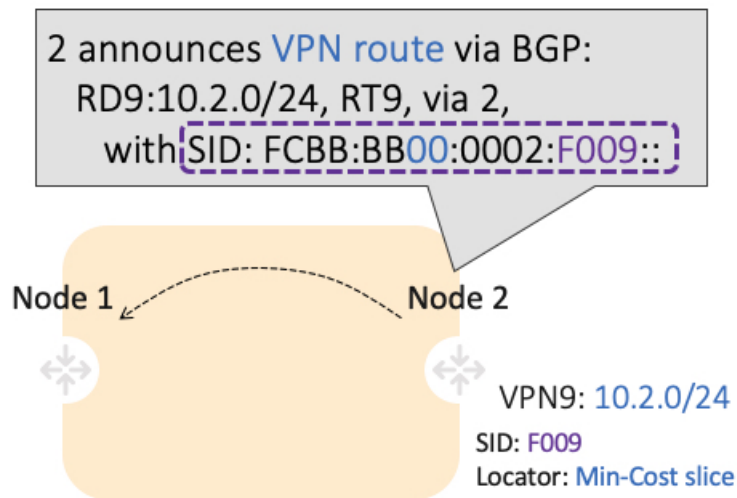 2 announces VPN route via BGP:
RD9:10.2.0/24, RT9, via 2,
with SID: FCBB:BB00:0002:F009::
Node 1
Node 2
VPN9: 10.2.0/24
SID: F009
Locator: Min-Cost slice